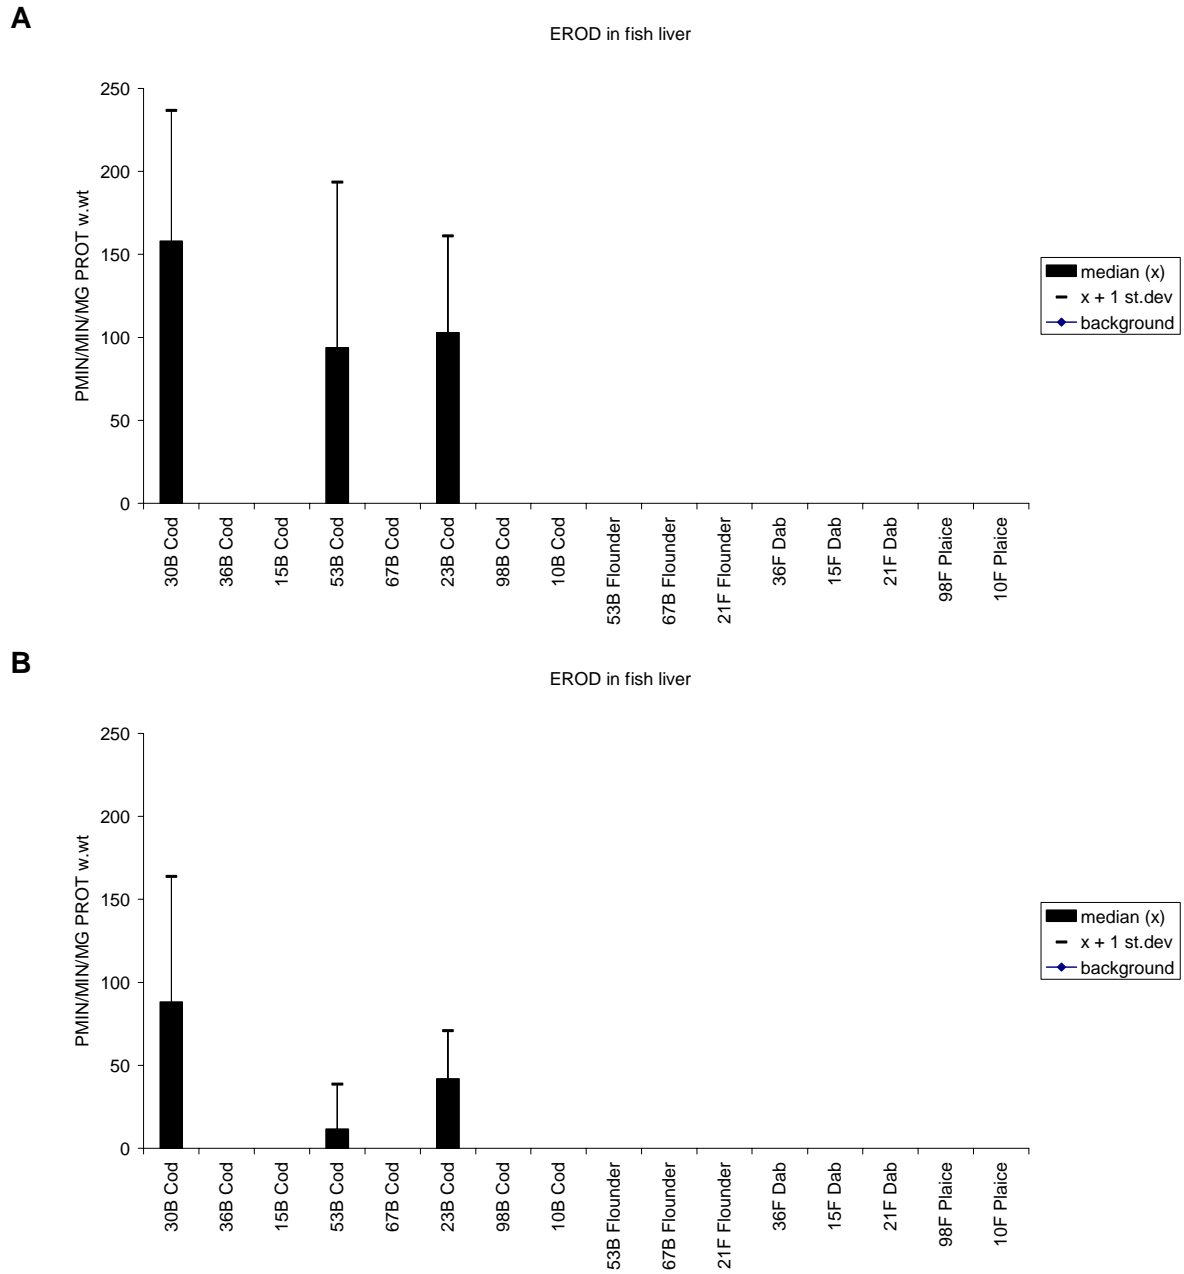 A
EROD in fish liver
250
200
150
100
50
0
PMIN/MIN/MG PROT w.wt
30B Cod
36B Cod
15B Cod
53B Cod
67B Cod
23B Cod
98B Cod
10B Cod
53B Flounder
67B Flounder
21F Flounder
36F Dab
15F Dab
21F Dab
98F Plaice
10F Plaice
median (x)
x + 1 st.dev
background
B
EROD in fish liver
250
200
150
100
50
0
PMIN/MIN/MG PROT w.wt
30B Cod
36B Cod
15B Cod
53B Cod
67B Cod
23B Cod
98B Cod
10B Cod
53B Flounder
67B Flounder
21F Flounder
36F Dab
15F Dab
21F Dab
98F Plaice
10F Plaice
median (x)
x + 1 st.dev
background